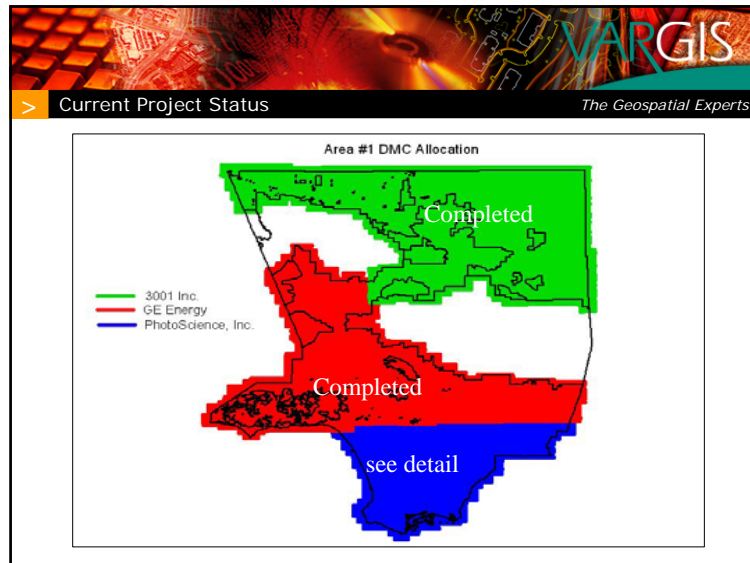 VARGIS
> Current Project Status The Geospatial Experts
Area #1 DMC Allocation
Completed
3001 Inc.
GE Energy
PhotoScience, Inc.
Completed
see detail